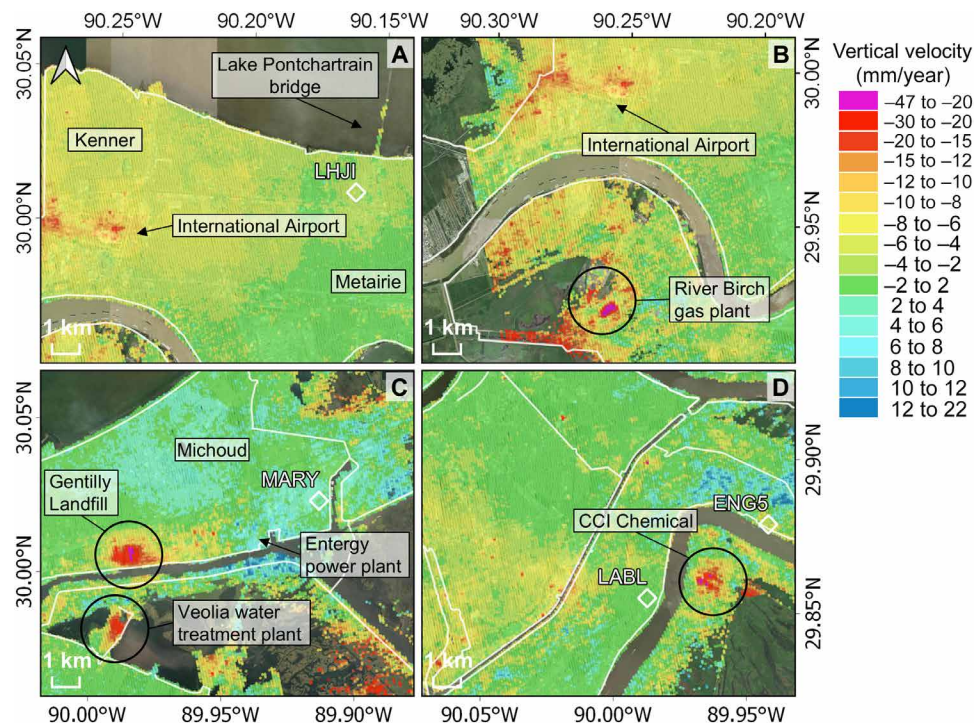 90.25°W
90.20°W
90.15°W
90.30°W
90.25°W
90.20°W
30.05°N
30.00°N
A
Lake Pontchartrain
bridge
Kenner
LHJI
International Airport
Metairie
1 km
B
International Airport
River Birch
gas plant
1 km
30.00°N
29.95°N
Vertical velocity
(mm/year)
–47 to –20
–30 to –20
–20 to –15
–15 to –12
–12 to –10
–10 to –8
–8 to –6
–6 to –4
–4 to –2
–2 to 2
2 to 4
4 to 6
6 to 8
8 to 10
10 to 12
12 to 22
30.05°N
30.00°N
C
Michoud
MARY
Gentilly
Landfill
Entergy
power plant
Veolia water
treatment plant
1 km
D
ENG5
CCI Chemical
LABL
1 km
29.90°N
29.85°N
90.00°W
89.95°W
89.90°W
90.05°W
90.00°W
89.95°W